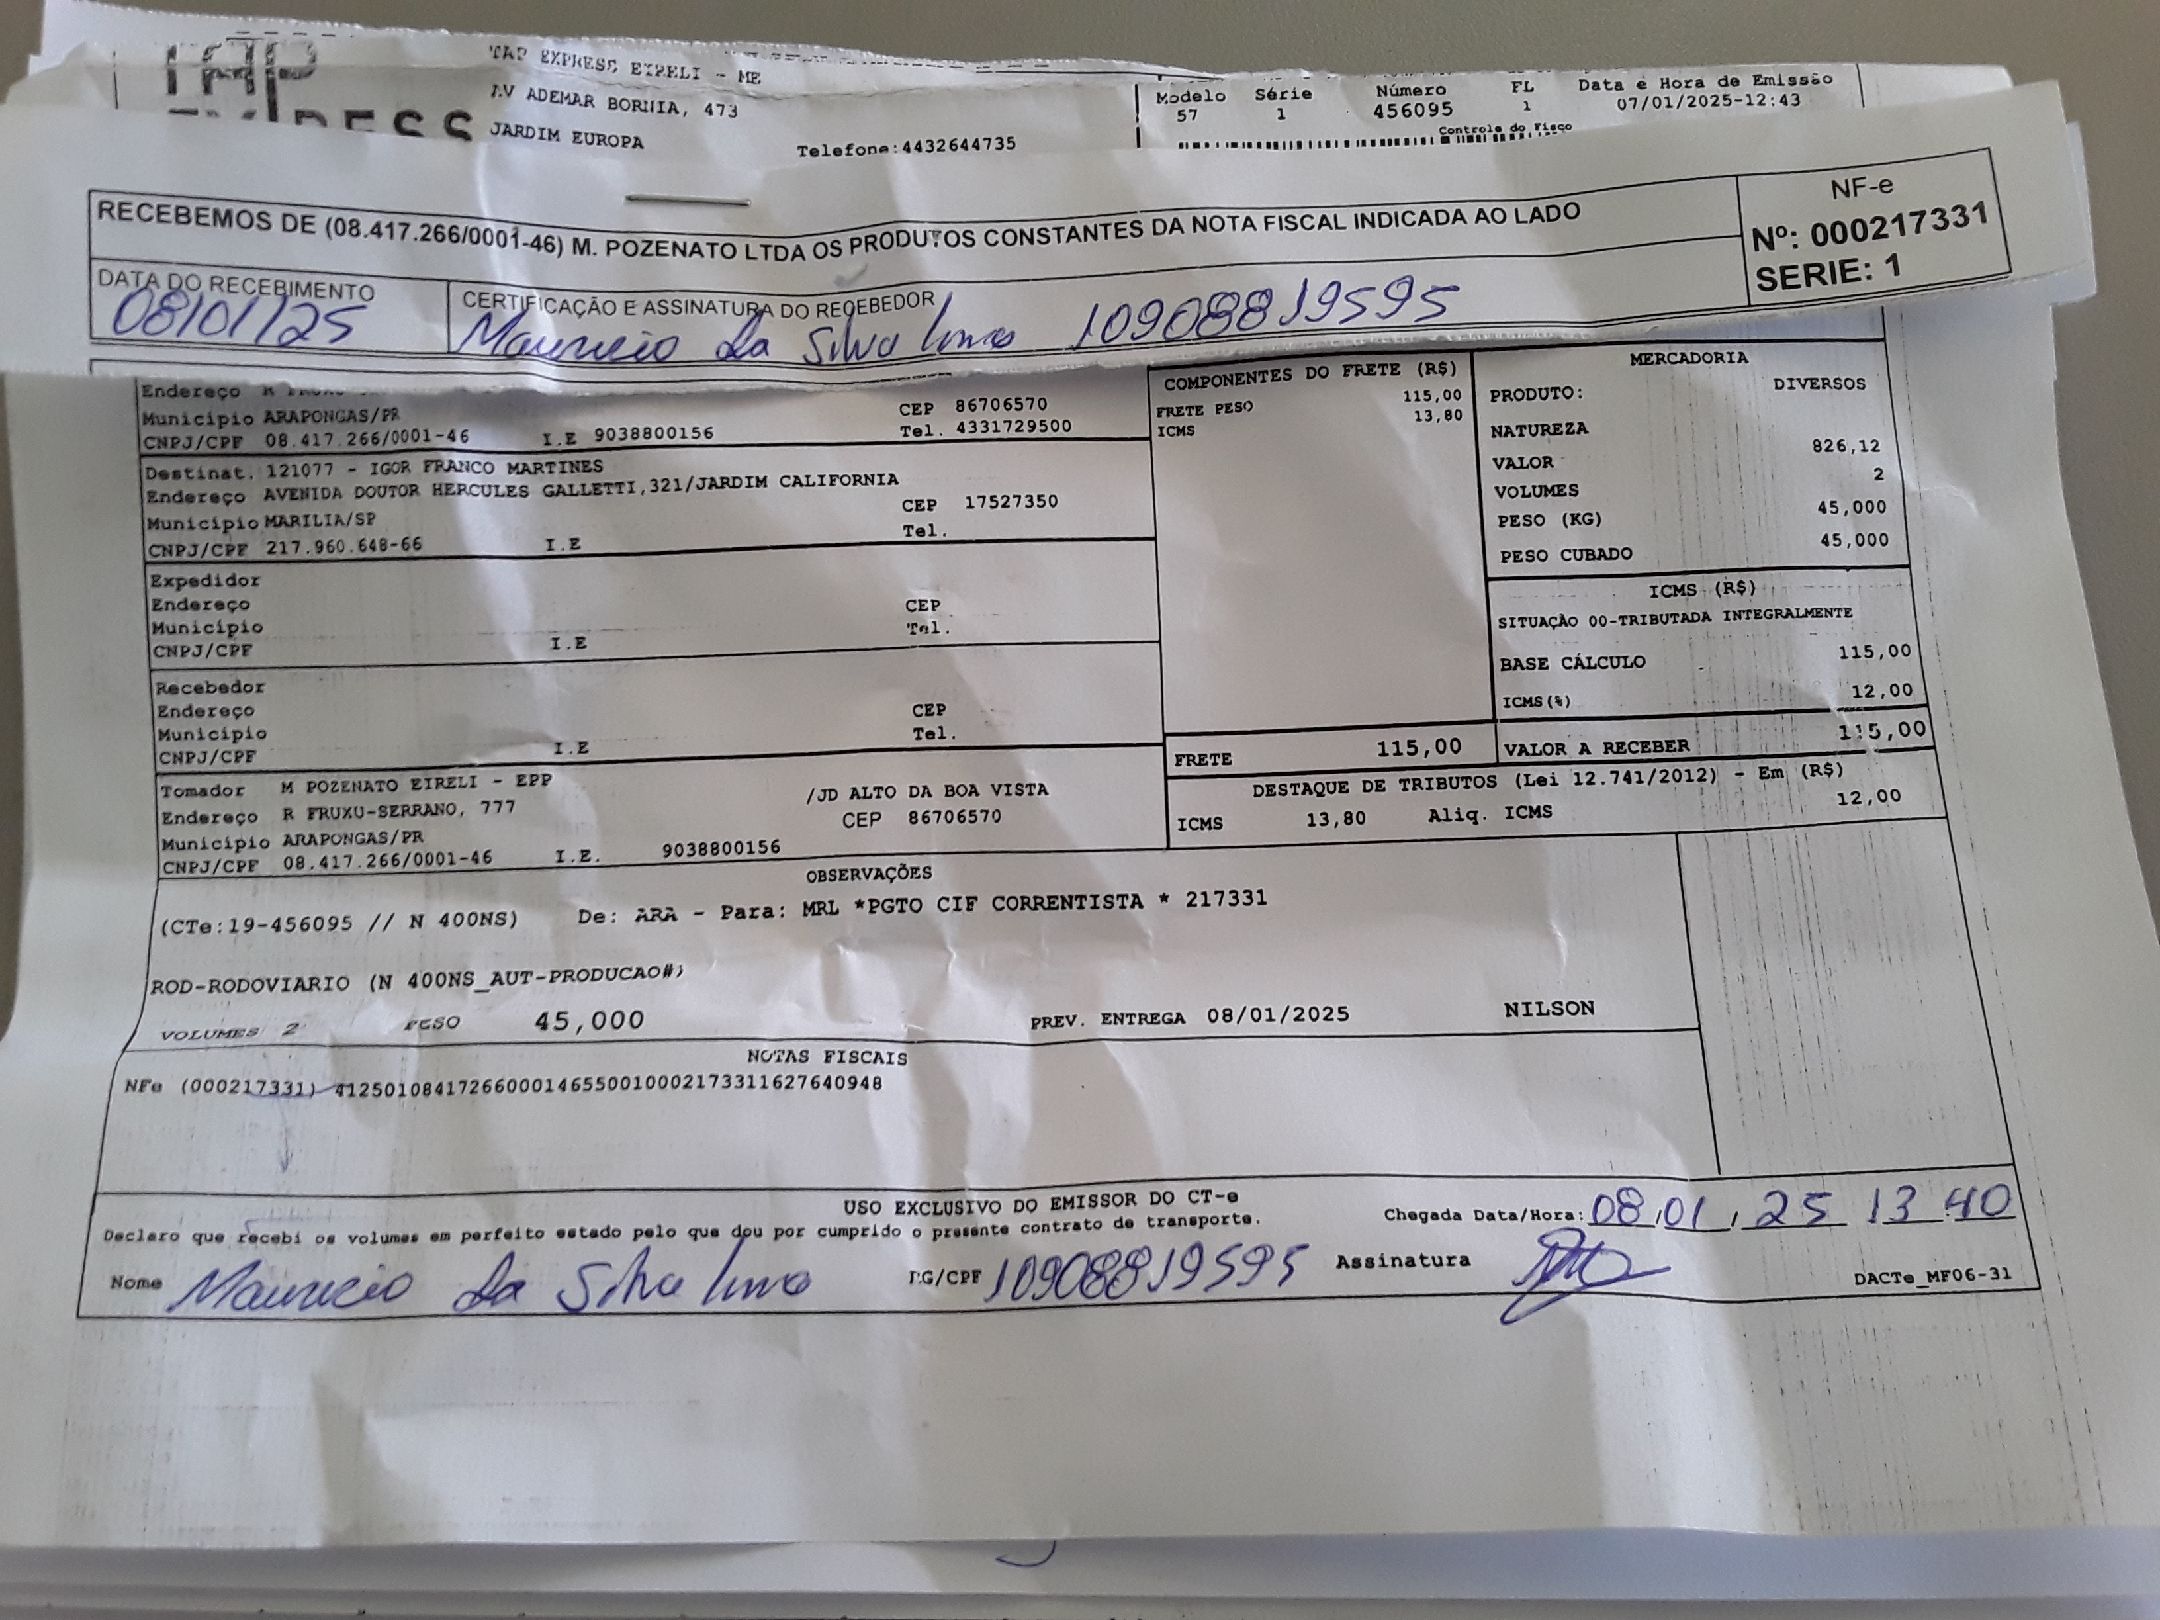 TAP EXPRESS EIRELI - ME
AV ADEMAR BORNIA, 473
JARDIM EUROPA
Telefone:4432644735
Modelo Série Número FL Data e Hora de Emissão
57 1 456095 1 07/01/2025-12:43
Controle do Fisco
RECEBEMOS DE (08.417.266/0001-46) M. POZENATO LTDA OS PRODUTOS CONSTANTES DA NOTA FISCAL INDICADA AO LADO
NF-e
Nº: 000217331
SERIE: 1
DATA DO RECEBIMENTO
08/01/25
CERTIFICAÇÃO E ASSINATURA DO RECEBEDOR
Mauricio da Silva Lima 10908819595
Endereço R
Município ARAPONGAS/PR CEP 86706570
CNPJ/CPF 08.417.266/0001-46 I.E 9038800156 Tel. 4331729500
Destinat. 121077 - IGOR FRANCO MARTINES
Endereço AVENIDA DOUTOR HERCULES GALLETTI,321/JARDIM CALIFORNIA
Município MARILIA/SP CEP 17527350
CNPJ/CPF 217.960.648-66 I.E Tel.
Expedidor
Endereço CEP
Município Tel.
CNPJ/CPF I.E
Recebedor
Endereço CEP
Município Tel.
CNPJ/CPF I.E
Tomador M POZENATO EIRELI - EPP
Endereço R FRUXU-SERRANO, 777 /JD ALTO DA BOA VISTA
Município ARAPONGAS/PR CEP 86706570
CNPJ/CPF 08.417.266/0001-46 I.E. 9038800156
COMPONENTES DO FRETE (R$)
FRETE PESO 115,00
ICMS 13,80
MERCADORIA
PRODUTO: DIVERSOS
NATUREZA
VALOR 826,12
VOLUMES 2
PESO (KG) 45,000
PESO CUBADO 45,000
ICMS (R$)
SITUAÇÃO 00-TRIBUTADA INTEGRALMENTE
BASE CÁLCULO 115,00
ICMS(%) 12,00
FRETE 115,00 VALOR A RECEBER 115,00
DESTAQUE DE TRIBUTOS (Lei 12.741/2012) - Em (R$)
ICMS 13,80 Aliq. ICMS 12,00
OBSERVAÇÕES
(CTe:19-456095 // N 400NS) De: ARA - Para: MRL *PGTO CIF CORRENTISTA * 217331
ROD-RODOVIARIO (N 400NS_AUT-PRODUCAO#)
VOLUMES 2 PESO 45,000 PREV. ENTREGA 08/01/2025 NILSON
NOTAS FISCAIS
NFe (000217331) 41250108417266000146550010002173311627640948
USO EXCLUSIVO DO EMISSOR DO CT-e
Declaro que recebi os volumes em perfeito estado pelo que dou por cumprido o presente contrato de transporte.
Chegada Data/Hora: 08/01/25 13 40
Nome Mauricio da Silva Lima RG/CPF 10908819595 Assinatura
DACTe_MF06-31